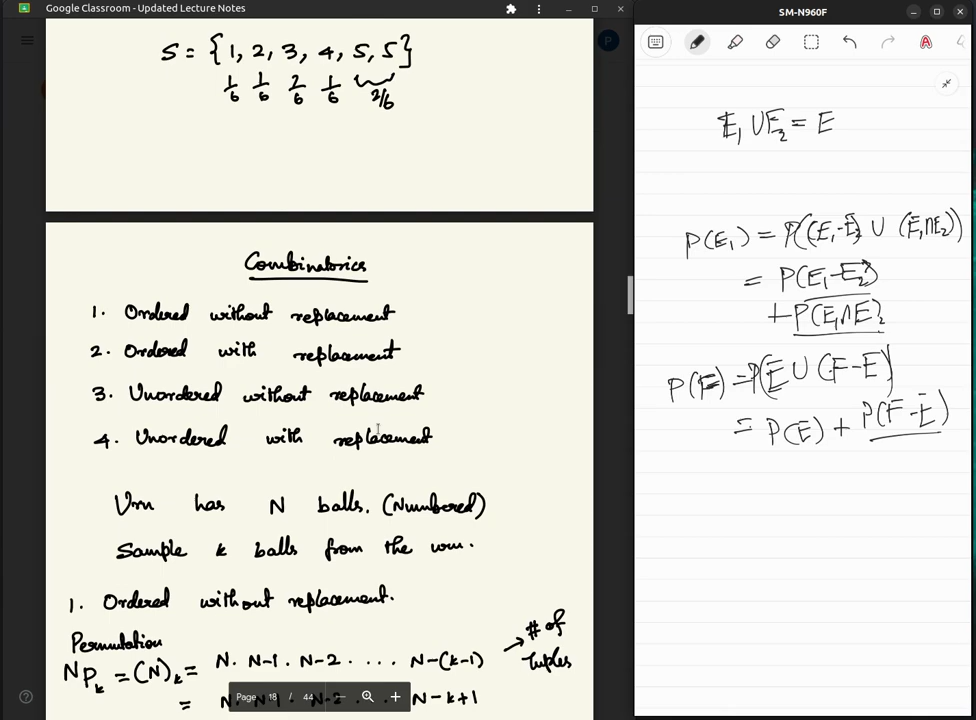 Google Classroom - Updated Lecture Notes
S = {1, 2, 3, 4, 5, 5}
1/6 1/6 2/6 1/6 2/6
Combinatorics
1. Ordered without replacement
2. Ordered with replacement
3. Unordered without replacement
4. Unordered with replacement
Urn has N balls. (Numbered)
Sample k balls from the urn.
1. Ordered without replacement.
Permutation
NPₖ = (N)ₖ = N. N-1. N-2 . .... N-(k-1) → # of tuples
= N. N-1. N-2 .... N-k+1
Page 18 / 44
SM-N960F
A
E₁ ∪ E₂ = E
P(E₁) = P((E₁-E₂ ∪ (E₁∩E₂))
= P(E₁-E₂)
+ P(E₁∩E)₂
P(F) = P(E ∪ (F-E))
= P(E) + P(F-E)